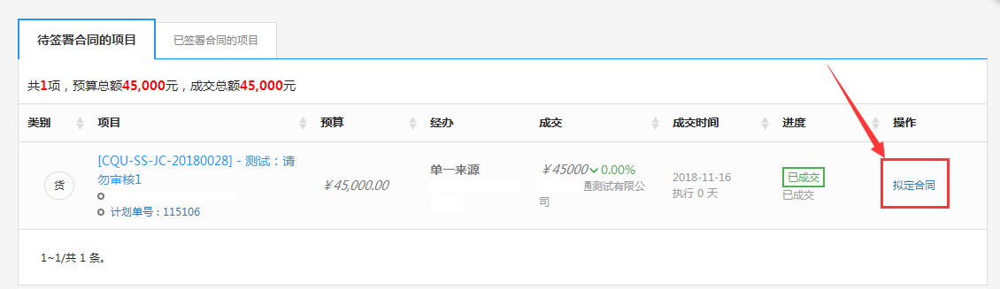 待签署合同的项目
已签署合同的项目
共1项，预算总额45,000元，成交总额45,000元
类别
项目
预算
经办
成交
成交时间
进度
操作
货
[CQU-SS-JC-20180028] - 测试：请
勿审核1
计划单号 : 115106
￥45,000.00
单一来源
￥45000 0.00%
通测试有限公
司
2018-11-16
执行 0 天
已成交
已成交
拟定合同
1~1/共 1 条。